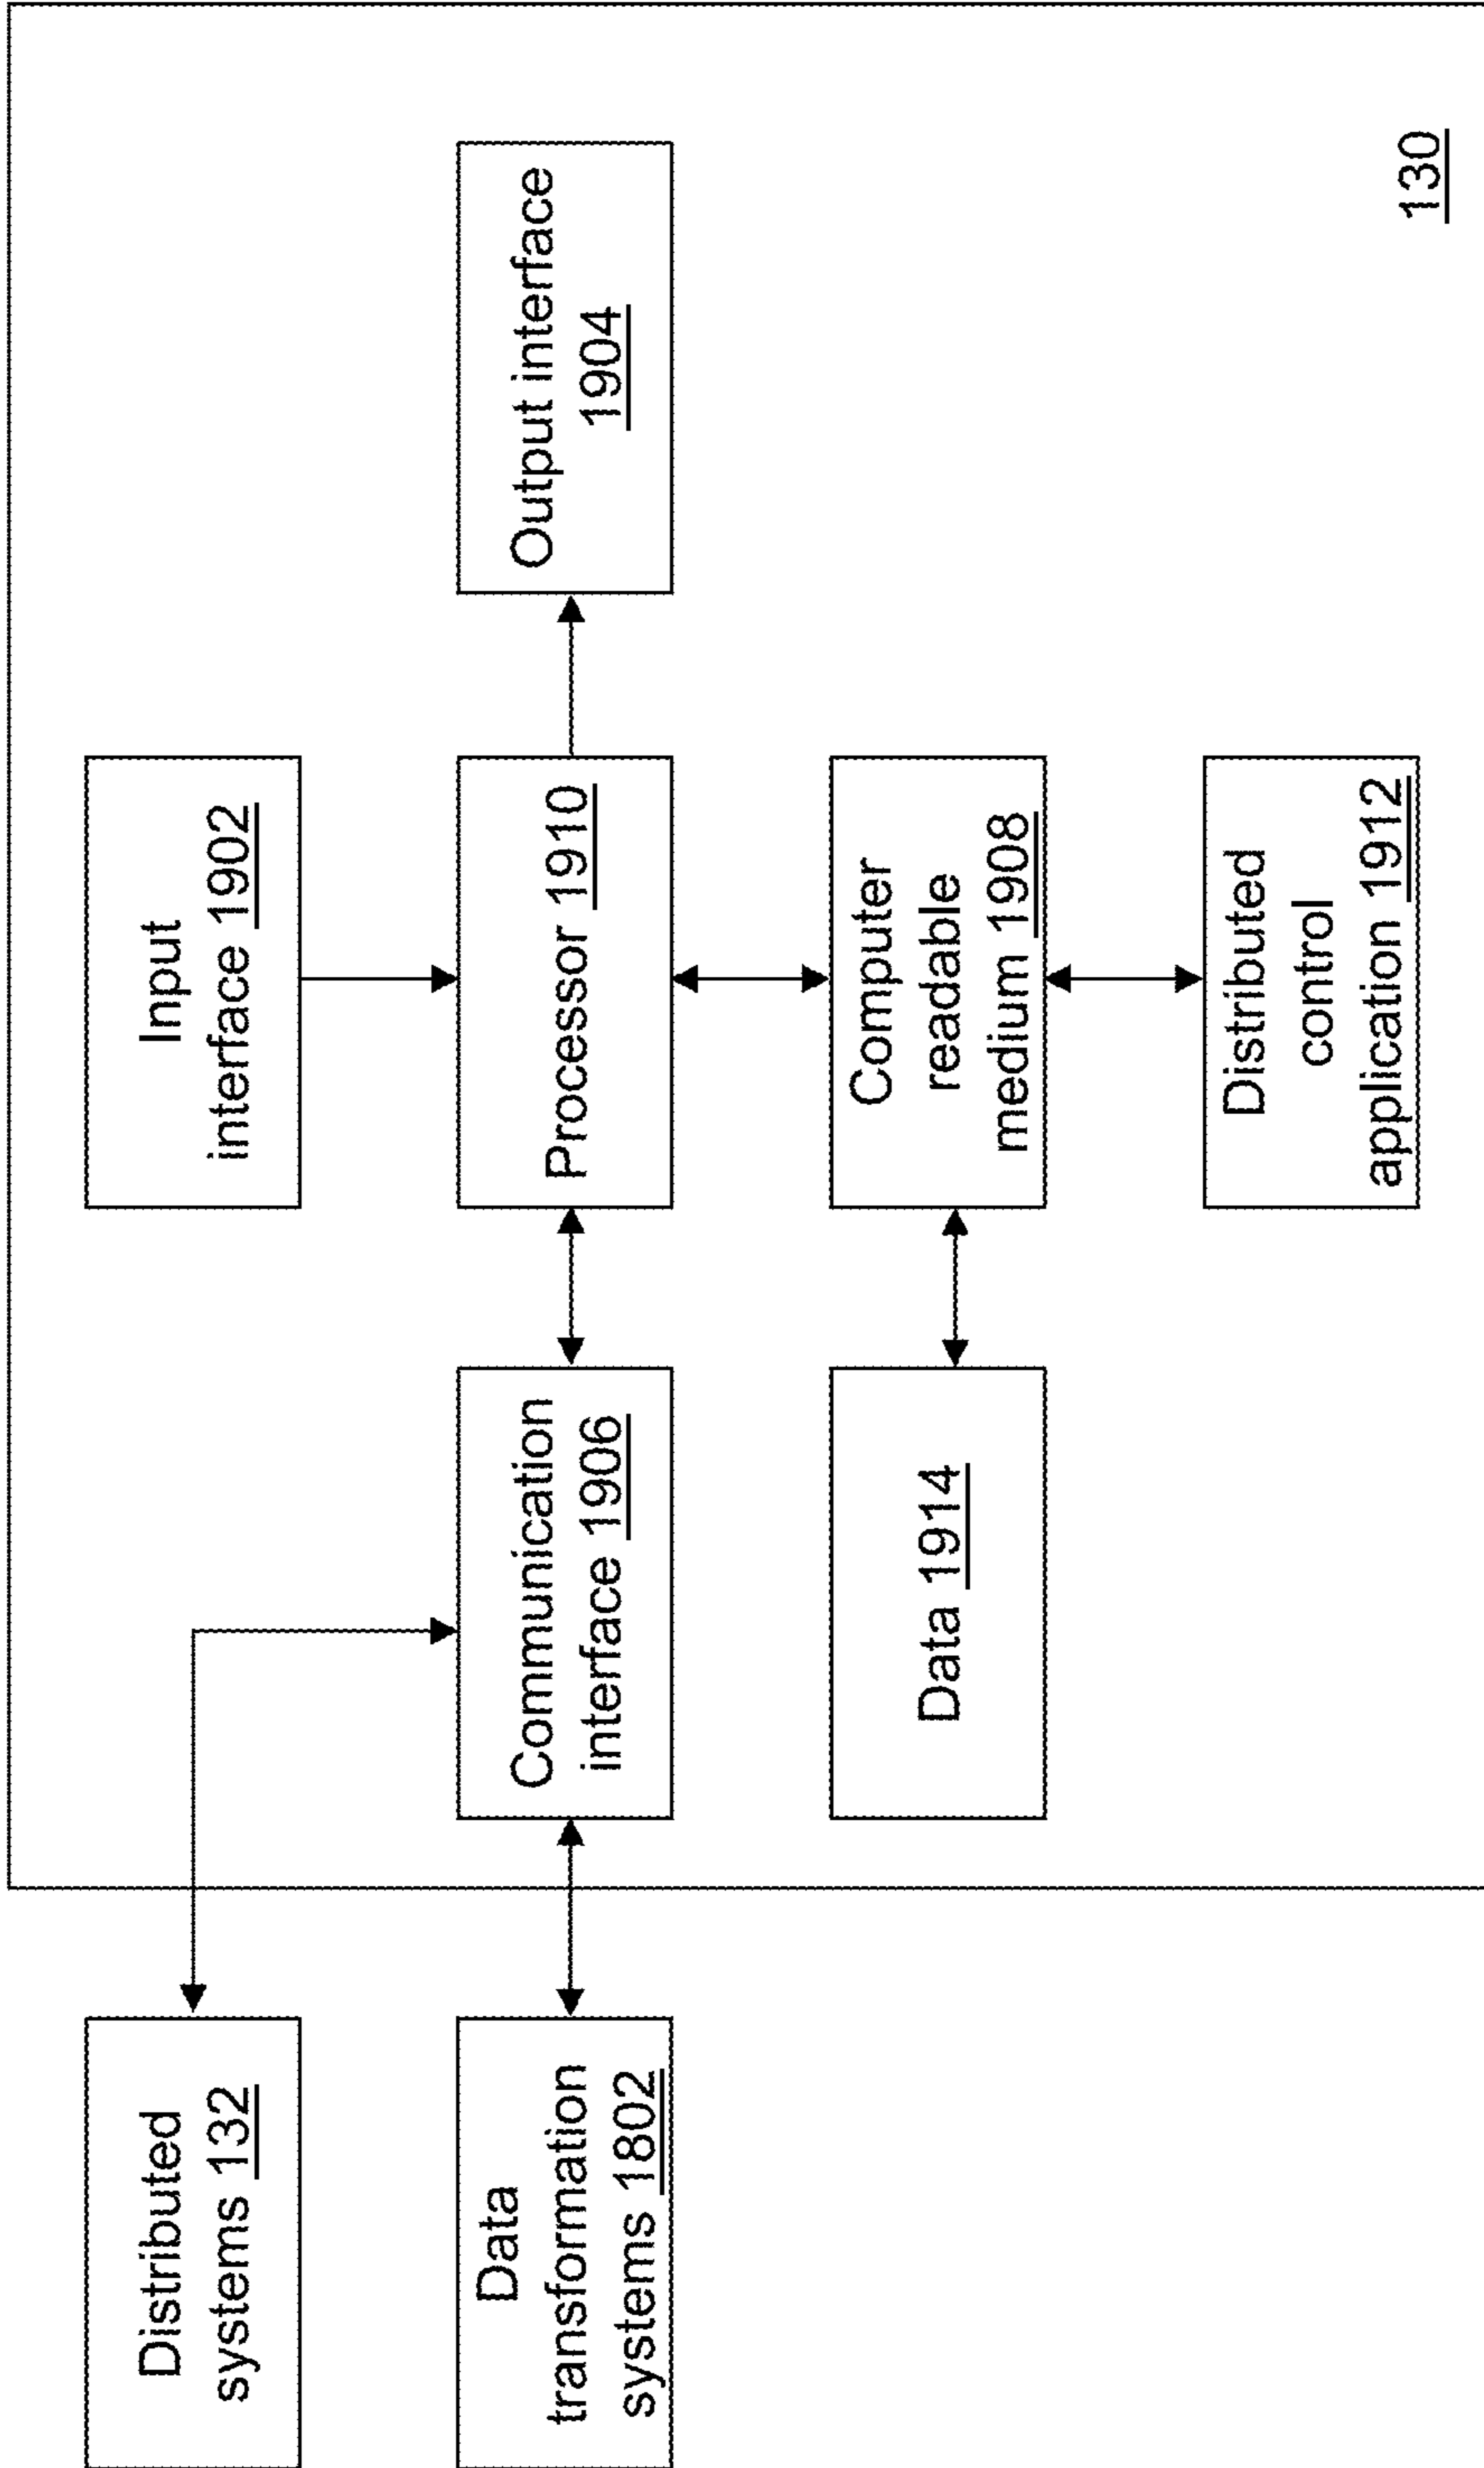 Distributed
systems 132
Data
transformation
systems 1802
Input
interface 1902
Communication
interface 1906
Processor 1910
Output interface
1904
Data 1914
Computer
readable
medium 1908
Distributed
control
application 1912
130